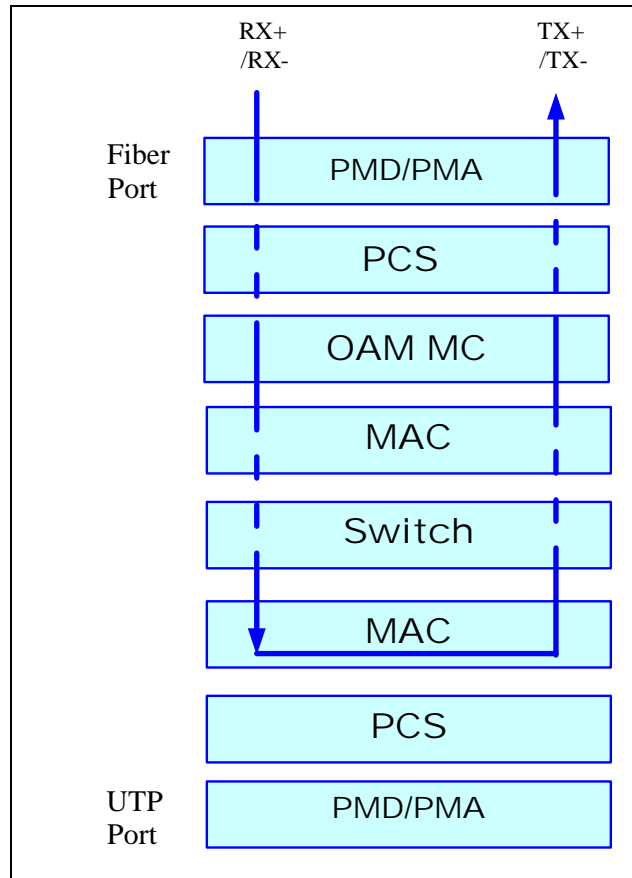 RX+
/RX-
TX+
/TX-
Fiber
Port
PMD/PMA
PCS
OAM MC
MAC
Switch
MAC
PCS
UTP
Port
PMD/PMA